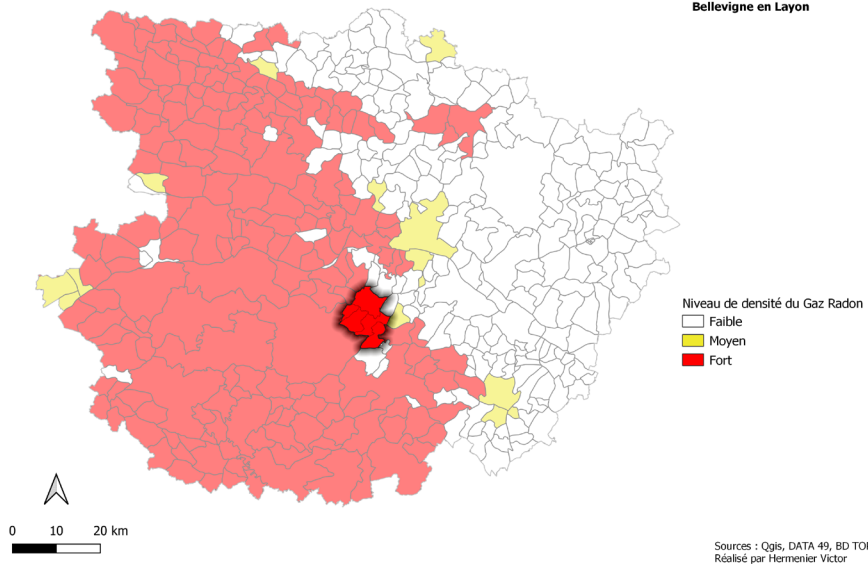 Bellevigne en Layon
Niveau de densité du Gaz Radon
Faible
Moyen
Fort
0 10 20 km
Sources : Qgis, DATA 49, BD
Réalisé par Hermenier Victor